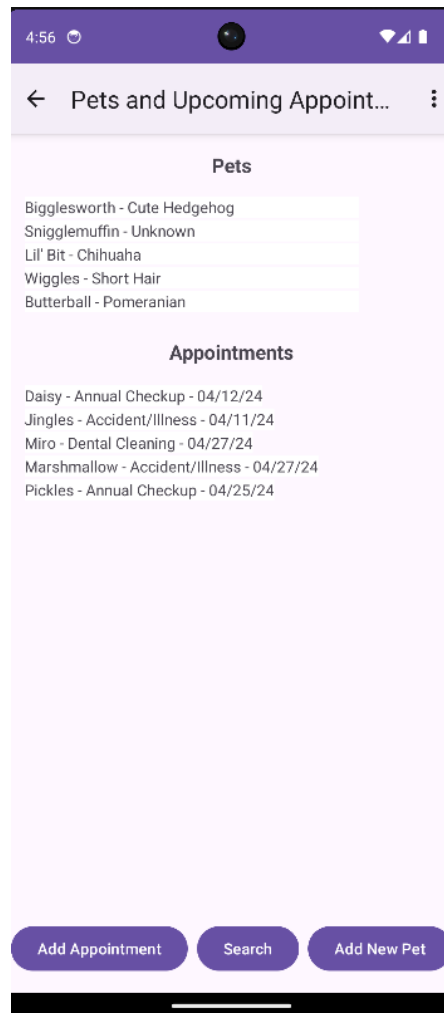 4:56
Pets and Upcoming Appoint...
Pets
Bigglesworth - Cute Hedgehog
Snigglemuffin - Unknown
Lil' Bit - Chihuaha
Wiggles - Short Hair
Butterball - Pomeranian
Appointments
Daisy - Annual Checkup - 04/12/24
Jingles - Accident/Illness - 04/11/24
Miro - Dental Cleaning - 04/27/24
Marshmallow - Accident/Illness - 04/27/24
Pickles - Annual Checkup - 04/25/24
Add Appointment Search Add New Pet